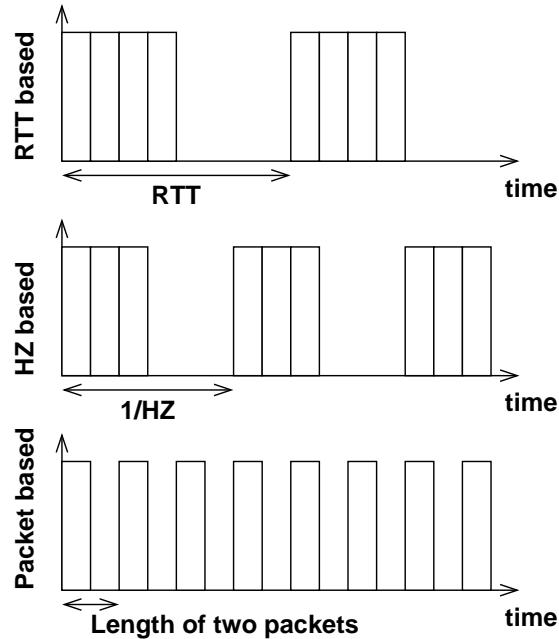 RTT based
RTT
time
HZ based
1/HZ
time
Packet based
Length of two packets
time